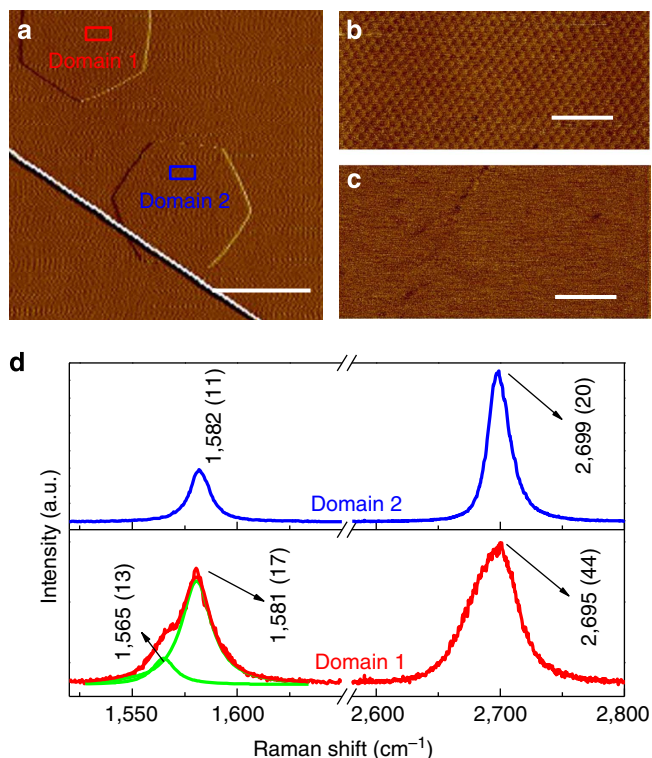 a
Domain 1
Domain 2
b
c
d
Intensity (a.u.)
1,582 (11)
2,699 (20)
Domain 2
1,565 (13)
1,581 (17)
2,695 (44)
Domain 1
1,550 1,600 2,600 2,700 2,800
Raman shift (cm⁻¹)